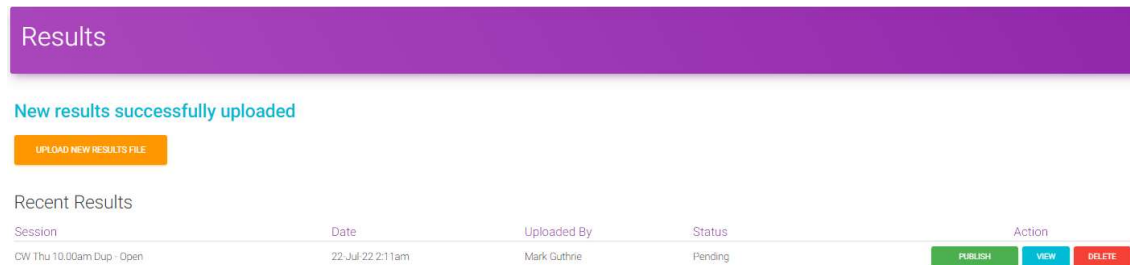 Results
New results successfully uploaded
UPLOAD NEW RESULTS FILE
Recent Results
Session Date Uploaded By Status Action
CW Thu 10.00am Dup - Open 22-Jul-22 2:11am Mark Guthrie Pending PUBLISH VIEW DELETE